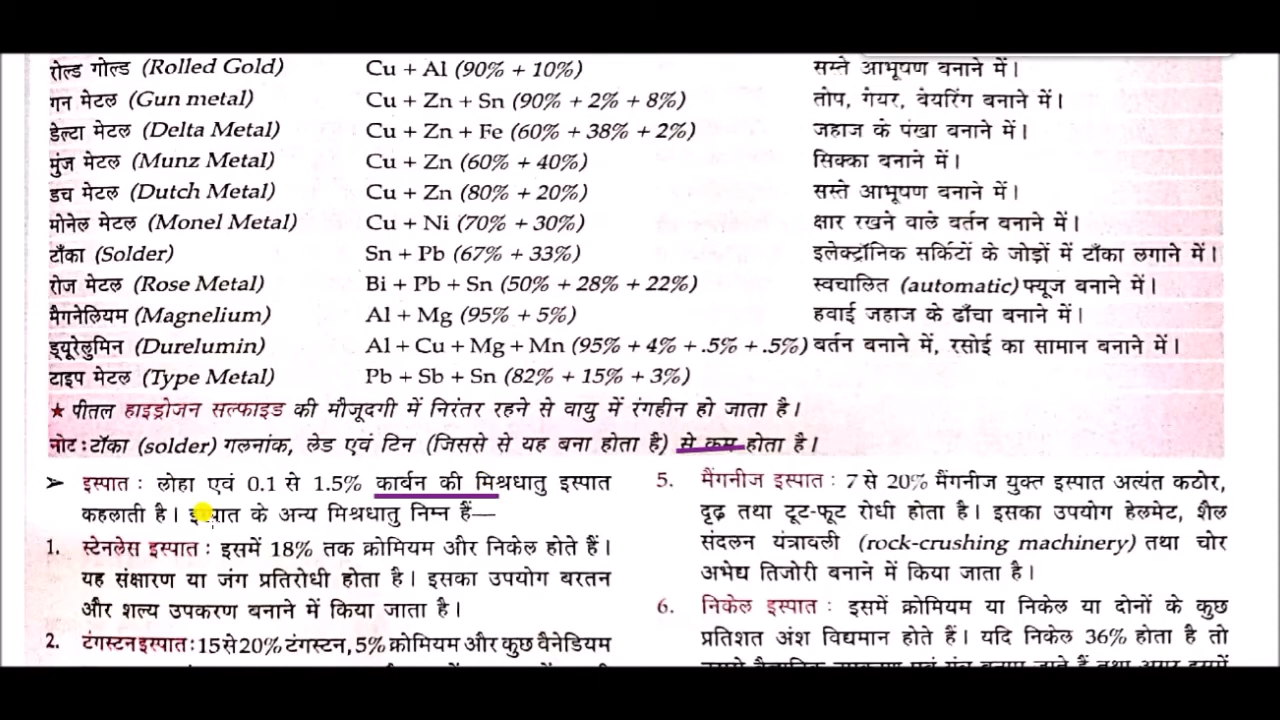 रोल्ड गोल्ड (Rolled Gold) Cu + Al (90% + 10%) सस्ते आभूषण बनाने में।
गन मेटल (Gun metal) Cu + Zn + Sn (90% + 2% + 8%) तोप, गेयर, वेयरिंग बनाने में।
डेल्टा मेटल (Delta Metal) Cu + Zn + Fe (60% + 38% + 2%) जहाज के पंखा बनाने में।
मुंज मेटल (Munz Metal) Cu + Zn (60% + 40%) सिक्का बनाने में।
डच मेटल (Dutch Metal) Cu + Zn (80% + 20%) सस्ते आभूषण बनाने में।
मोनेल मेटल (Monel Metal) Cu + Ni (70% + 30%) क्षार रखने वाले बर्तन बनाने में।
टाँका (Solder) Sn + Pb (67% + 33%) इलेक्ट्रॉनिक सर्किटों के जोड़ों में टाँका लगाने में।
रोज मेटल (Rose Metal) Bi + Pb + Sn (50% + 28% + 22%) स्वचालित (automatic) फ्यूज बनाने में।
मैगनेलियम (Magnelium) Al + Mg (95% + 5%) हवाई जहाज के ढाँचा बनाने में।
ड्यूरेलुमिन (Durelumin) Al + Cu + Mg + Mn (95% + 4% + .5% + .5%) बर्तन बनाने में, रसोई का सामान बनाने में।
टाइप मेटल (Type Metal) Pb + Sb + Sn (82% + 15% + 3%)
★ पीतल हाइड्रोजन सल्फाइड की मौजूदगी में निरंतर रहने से वायु में रंगहीन हो जाता है।
नोट : टॉका (solder) गलनांक, लेड एवं टिन (जिससे से यह बना होता है) से कम होता है।
➢ इस्पात : लोहा एवं 0.1 से 1.5% कार्बन की मिश्रधातु इस्पात
कहलाती है। इस्पात के अन्य मिश्रधातु निम्न हैं—
1. स्टेनलेस इस्पात : इसमें 18% तक क्रोमियम और निकेल होते हैं।
यह संक्षारण या जंग प्रतिरोधी होता है। इसका उपयोग बरतन
और शल्य उपकरण बनाने में किया जाता है।
2. टंगस्टन इस्पात : 15 से 20% टंगस्टन, 5% क्रोमियम और कुछ वैनेडियम
5. मैंगनीज इस्पात : 7 से 20% मैंगनीज युक्त इस्पात अत्यंत कठोर,
दृढ़ तथा टूट-फूट रोधी होता है। इसका उपयोग हेलमेट, शैल
संदलन यंत्रावली (rock-crushing machinery) तथा चोर
अभेद्य तिजोरी बनाने में किया जाता है।
6. निकेल इस्पात : इसमें क्रोमियम या निकेल या दोनों के कुछ
प्रतिशत अंश विद्यमान होते हैं। यदि निकेल 36% होता है तो